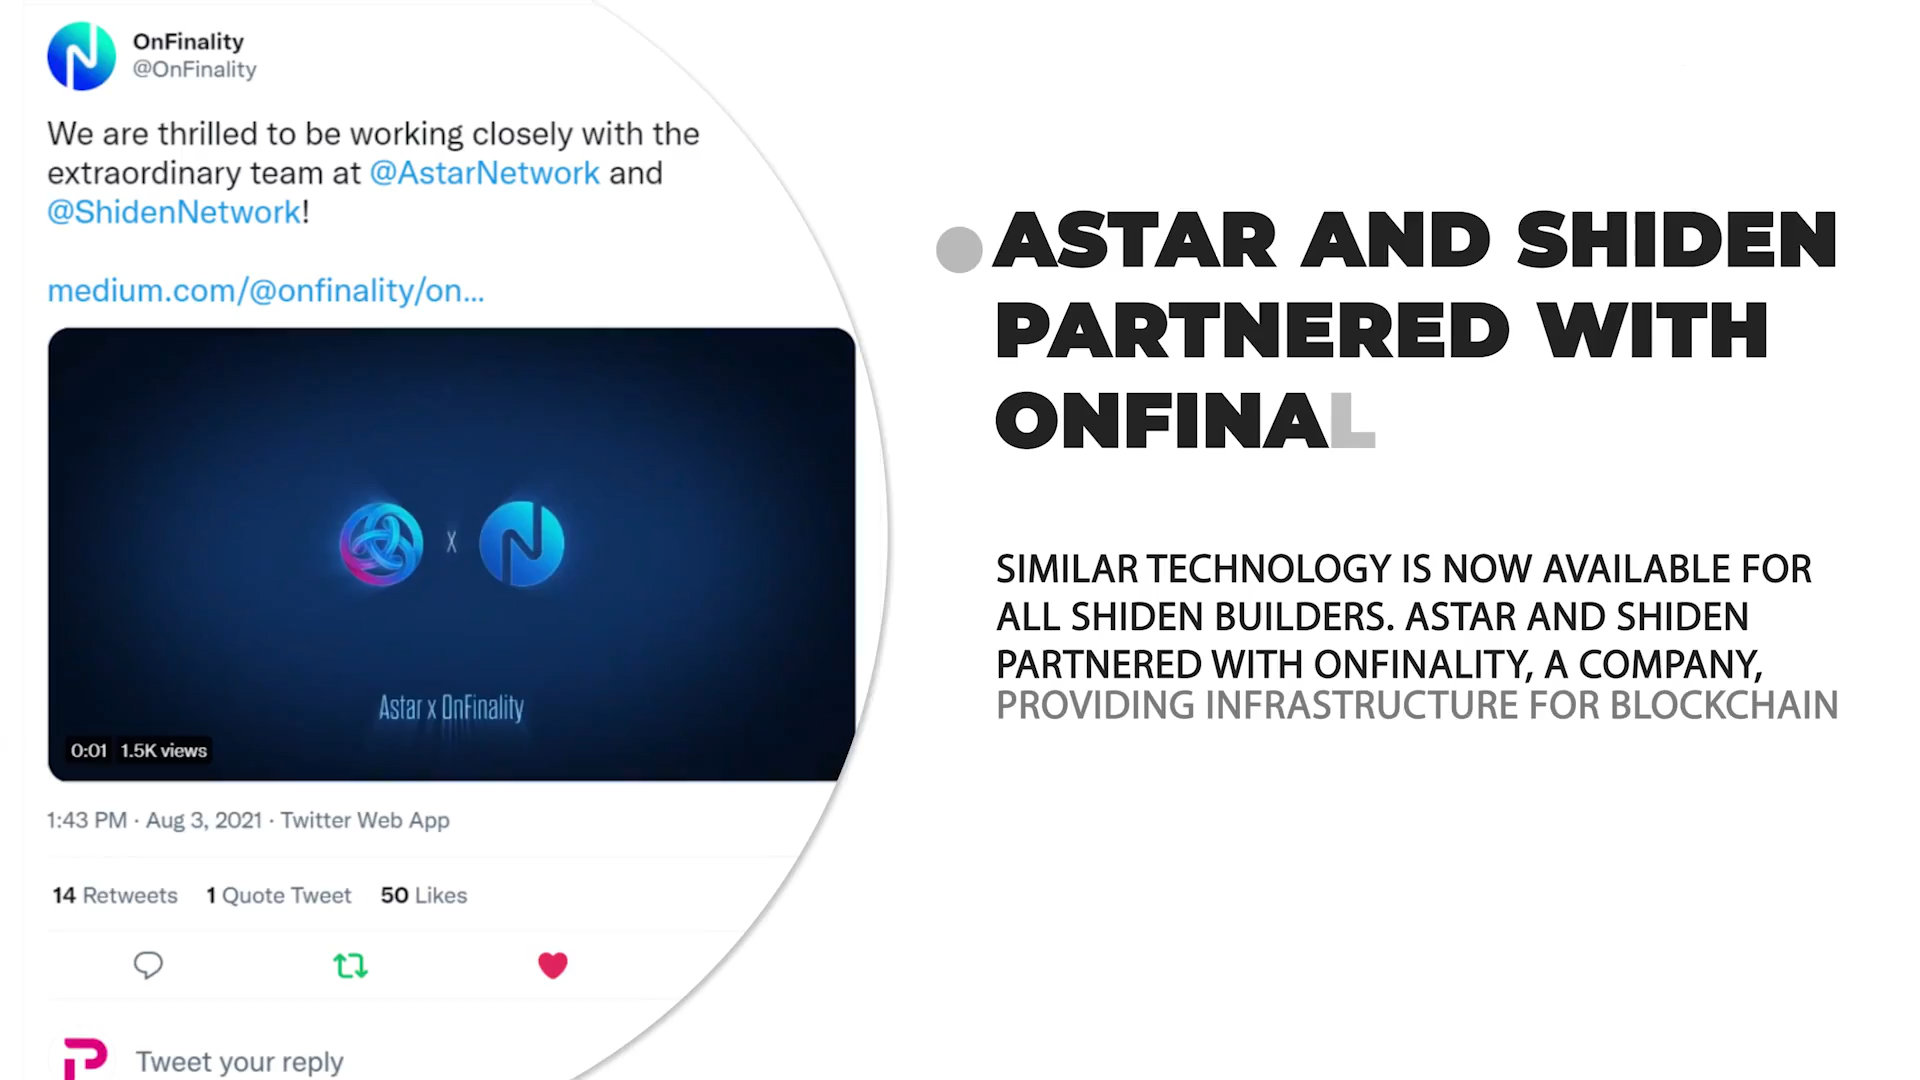 OnFinality
@OnFinality
We are thrilled to be working closely with the
extraordinary team at @AstarNetwork and
@ShidenNetwork!
medium.com/@onfinality/on...
X
Astar x OnFinality
0:01 1.5K views
1:43 PM · Aug 3, 2021 · Twitter Web App
14 Retweets 1 Quote Tweet 50 Likes
Tweet your reply
ASTAR AND SHIDEN
PARTNERED WITH
ONFINAL
SIMILAR TECHNOLOGY IS NOW AVAILABLE FOR
ALL SHIDEN BUILDERS. ASTAR AND SHIDEN
PARTNERED WITH ONFINALITY, A COMPANY,
PROVIDING INFRASTRUCTURE FOR BLOCKCHAIN